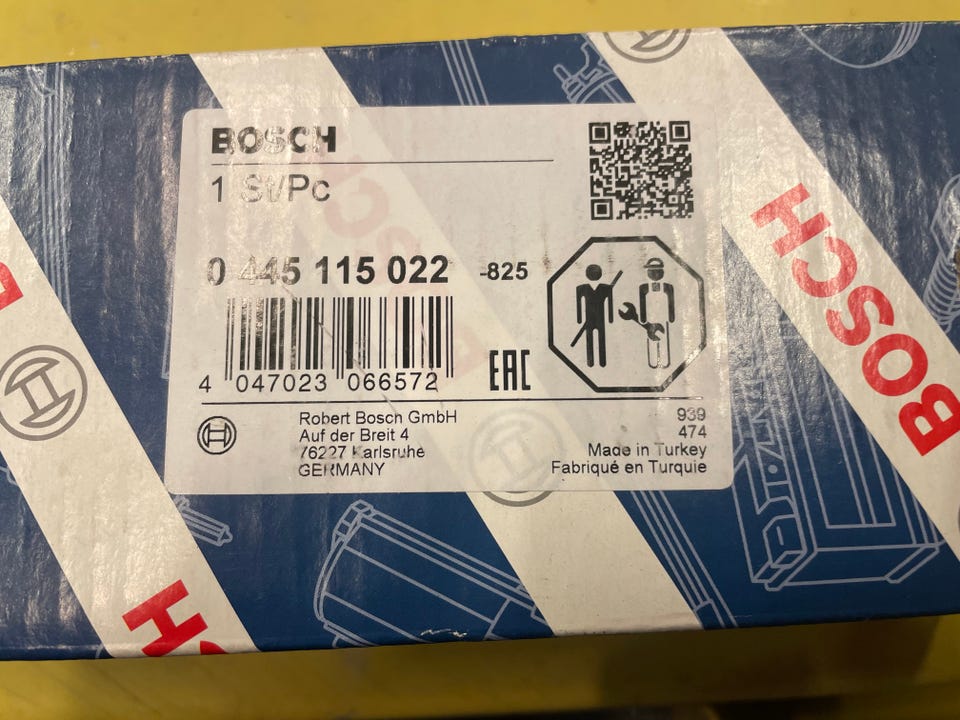 BOSCH
1 St/Pc
0 445 115 022 -825
4 047023 066572
EAC
Robert Bosch GmbH
Auf der Breit 4
76227 Karlsruhe
GERMANY
939
474
Made in Turkey
Fabriqué en Turquie
BOSCH
BOSCH
H